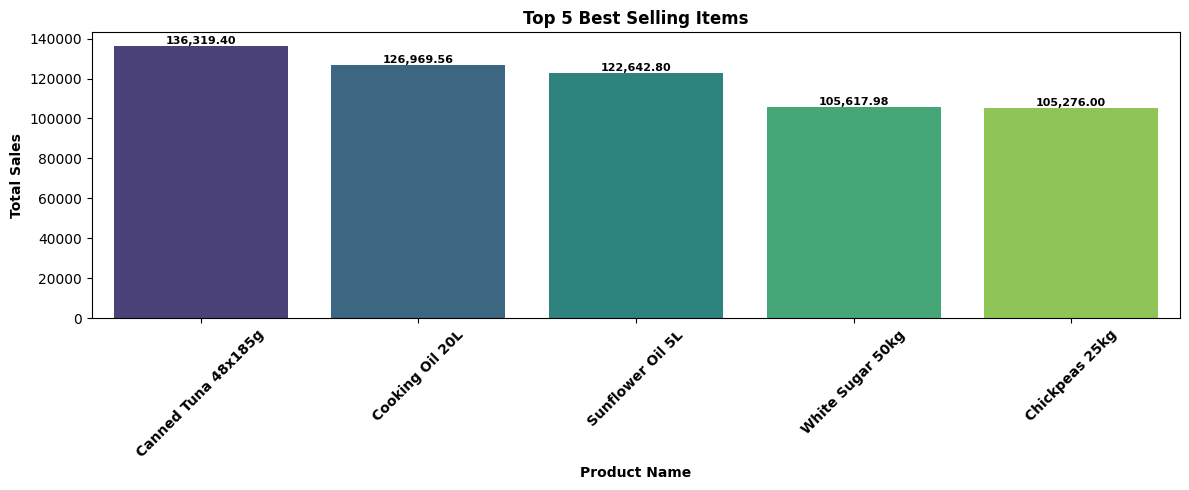 Top 5 Best Selling Items
Total Sales
140000
120000
100000
80000
60000
40000
20000
0
136,319.40
126,969.56
122,642.80
105,617.98
105,276.00
Canned Tuna 48x185g
Cooking Oil 20L
Sunflower Oil 5L
White Sugar 50kg
Chickpeas 25kg
Product Name